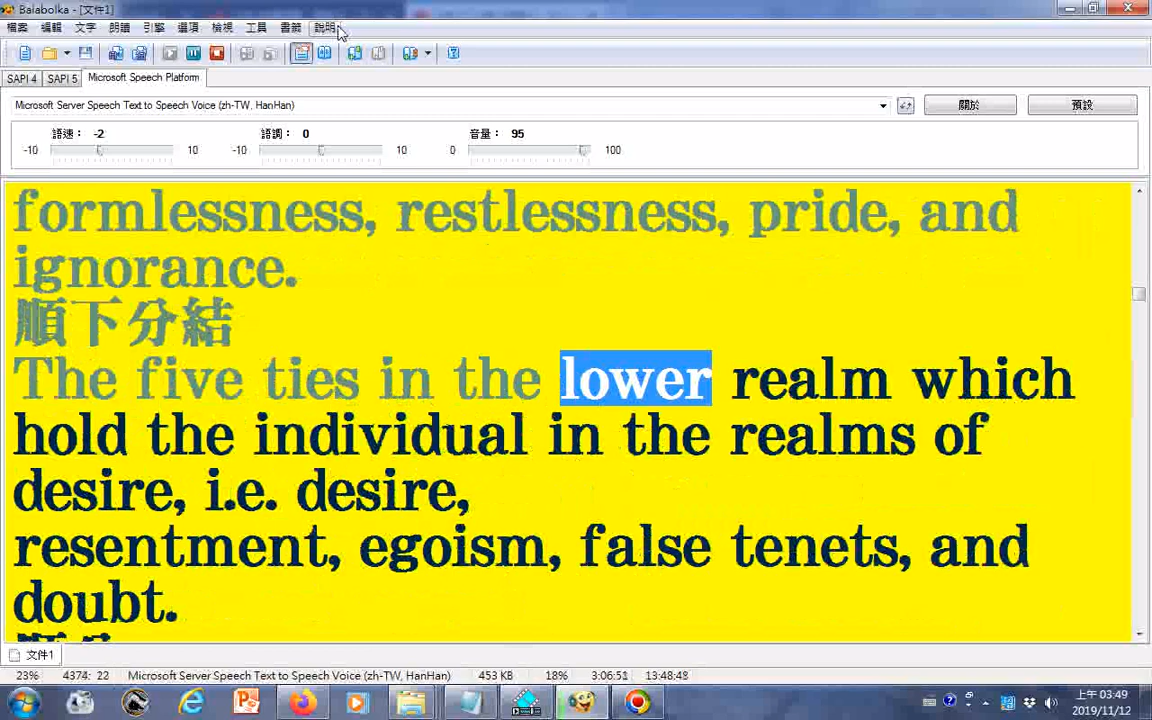 Balabolka - [文件1]
檔案 編輯 文字 朗讀 引擎 選項 檢視 工具 書籤 說明
SAPI 4 SAPI 5 Microsoft Speech Platform
Microsoft Server Speech Text to Speech Voice (zh-TW, HanHan) 關於 預設
語速： -2 語調： 0 音量： 95
-10 10 -10 10 0 100
formlessness, restlessness, pride, and
ignorance.
順下分結
The five ties in the lower realm which
hold the individual in the realms of
desire, i.e. desire,
resentment, egoism, false tenets, and
doubt.
文件1
23% 4374: 22 Microsoft Server Speech Text to Speech Voice (zh-TW, HanHan) 453 KB 18% 3:06:51 13:48:48
上午 03:49
2019/11/12